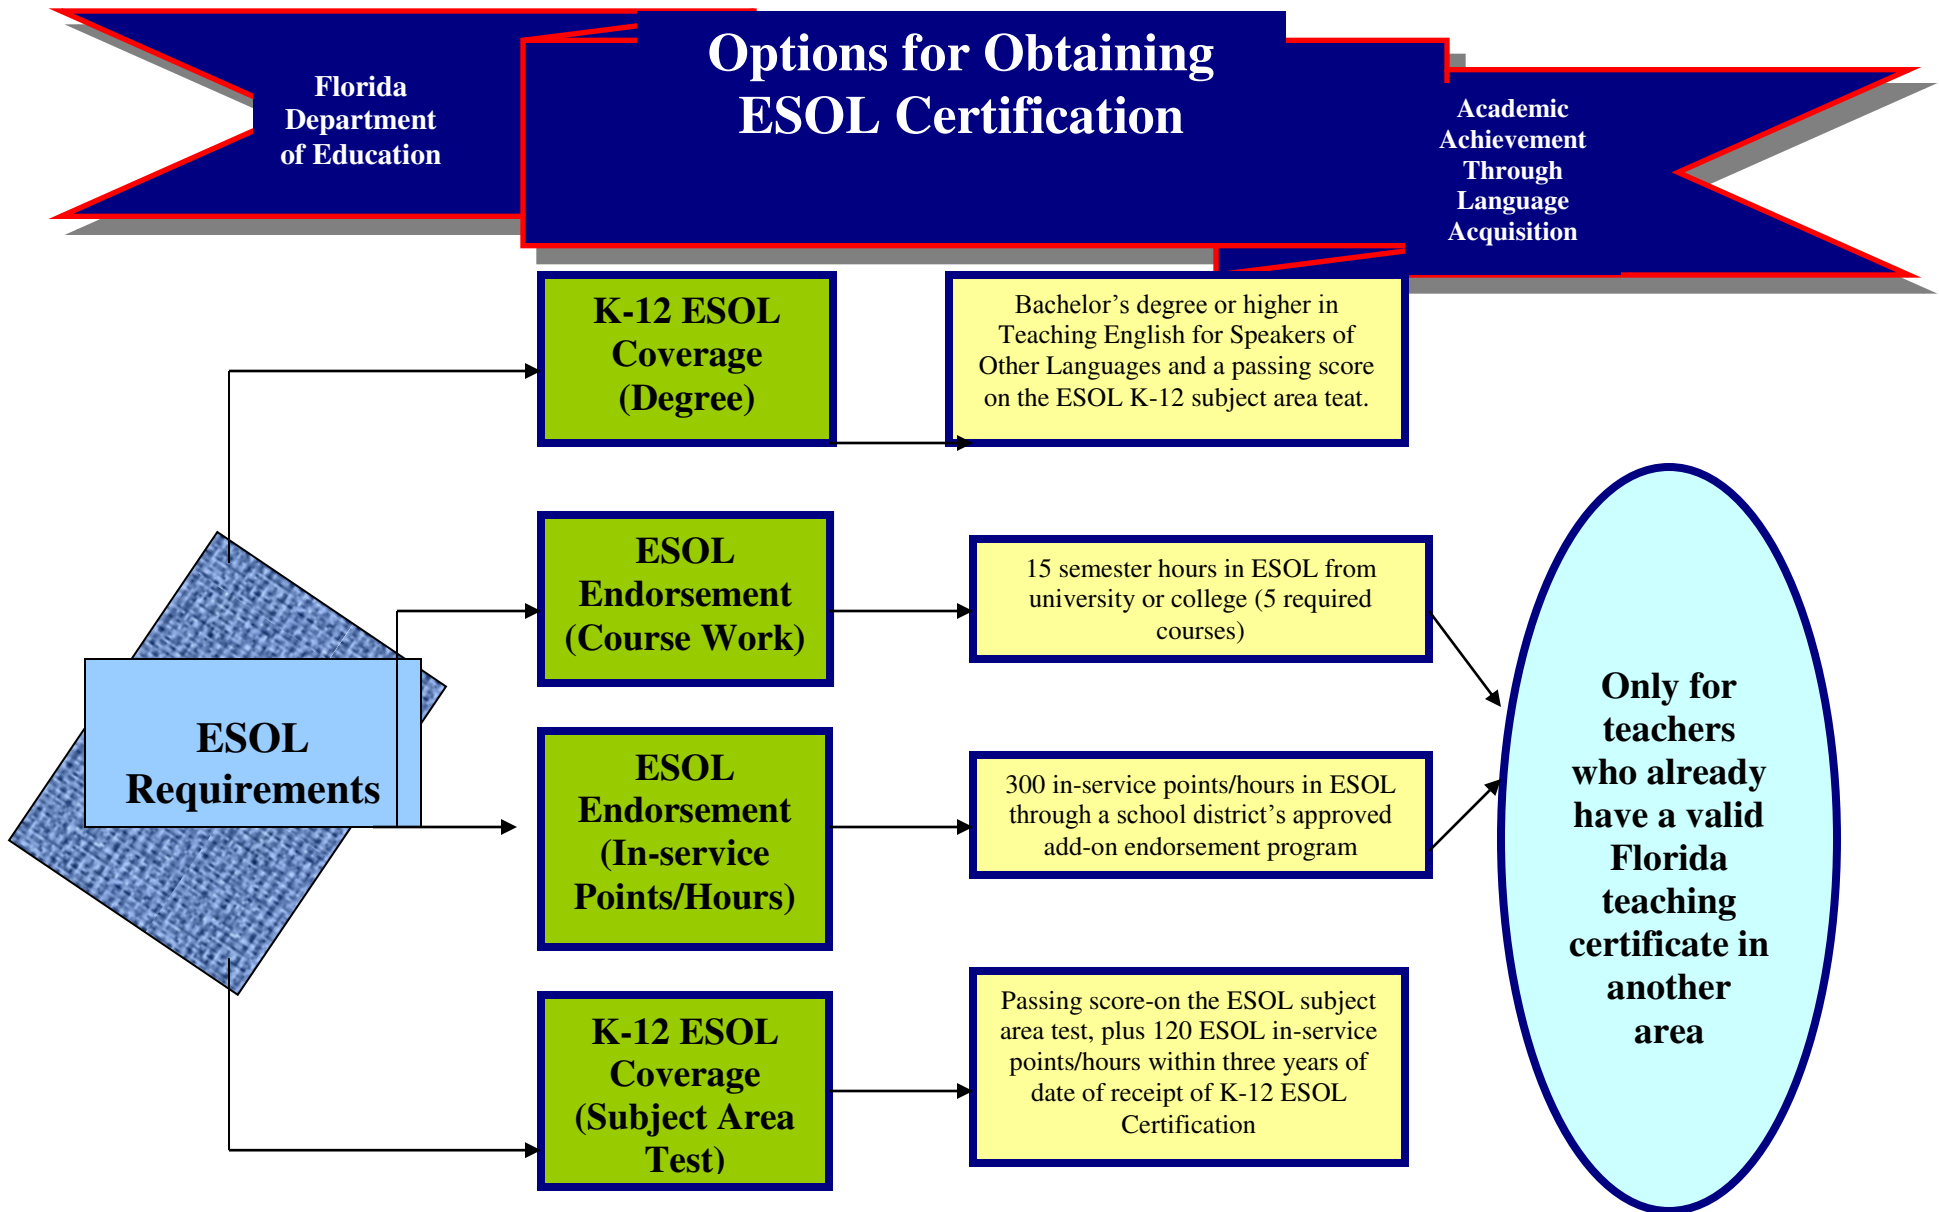 Florida
Department
of Education
Options for Obtaining
ESOL Certification
Academic
Achievement
Through
Language
Acquisition
K-12 ESOL
Coverage
(Degree)
Bachelor's degree or higher in
Teaching English for Speakers of
Other Languages and a passing score
on the ESOL K-12 subject area teat.
ESOL
Requirements
ESOL
Endorsement
(Course Work)
15 semester hours in ESOL from
university or college (5 required
courses)
ESOL
Endorsement
(In-service
Points/Hours)
300 in-service points/hours in ESOL
through a school district's approved
add-on endorsement program
Only for
teachers
who already
have a valid
Florida
teaching
certificate in
another
area
K-12 ESOL
Coverage
(Subject Area
Test)
Passing score-on the ESOL subject
area test, plus 120 ESOL in-service
points/hours within three years of
date of receipt of K-12 ESOL
Certification